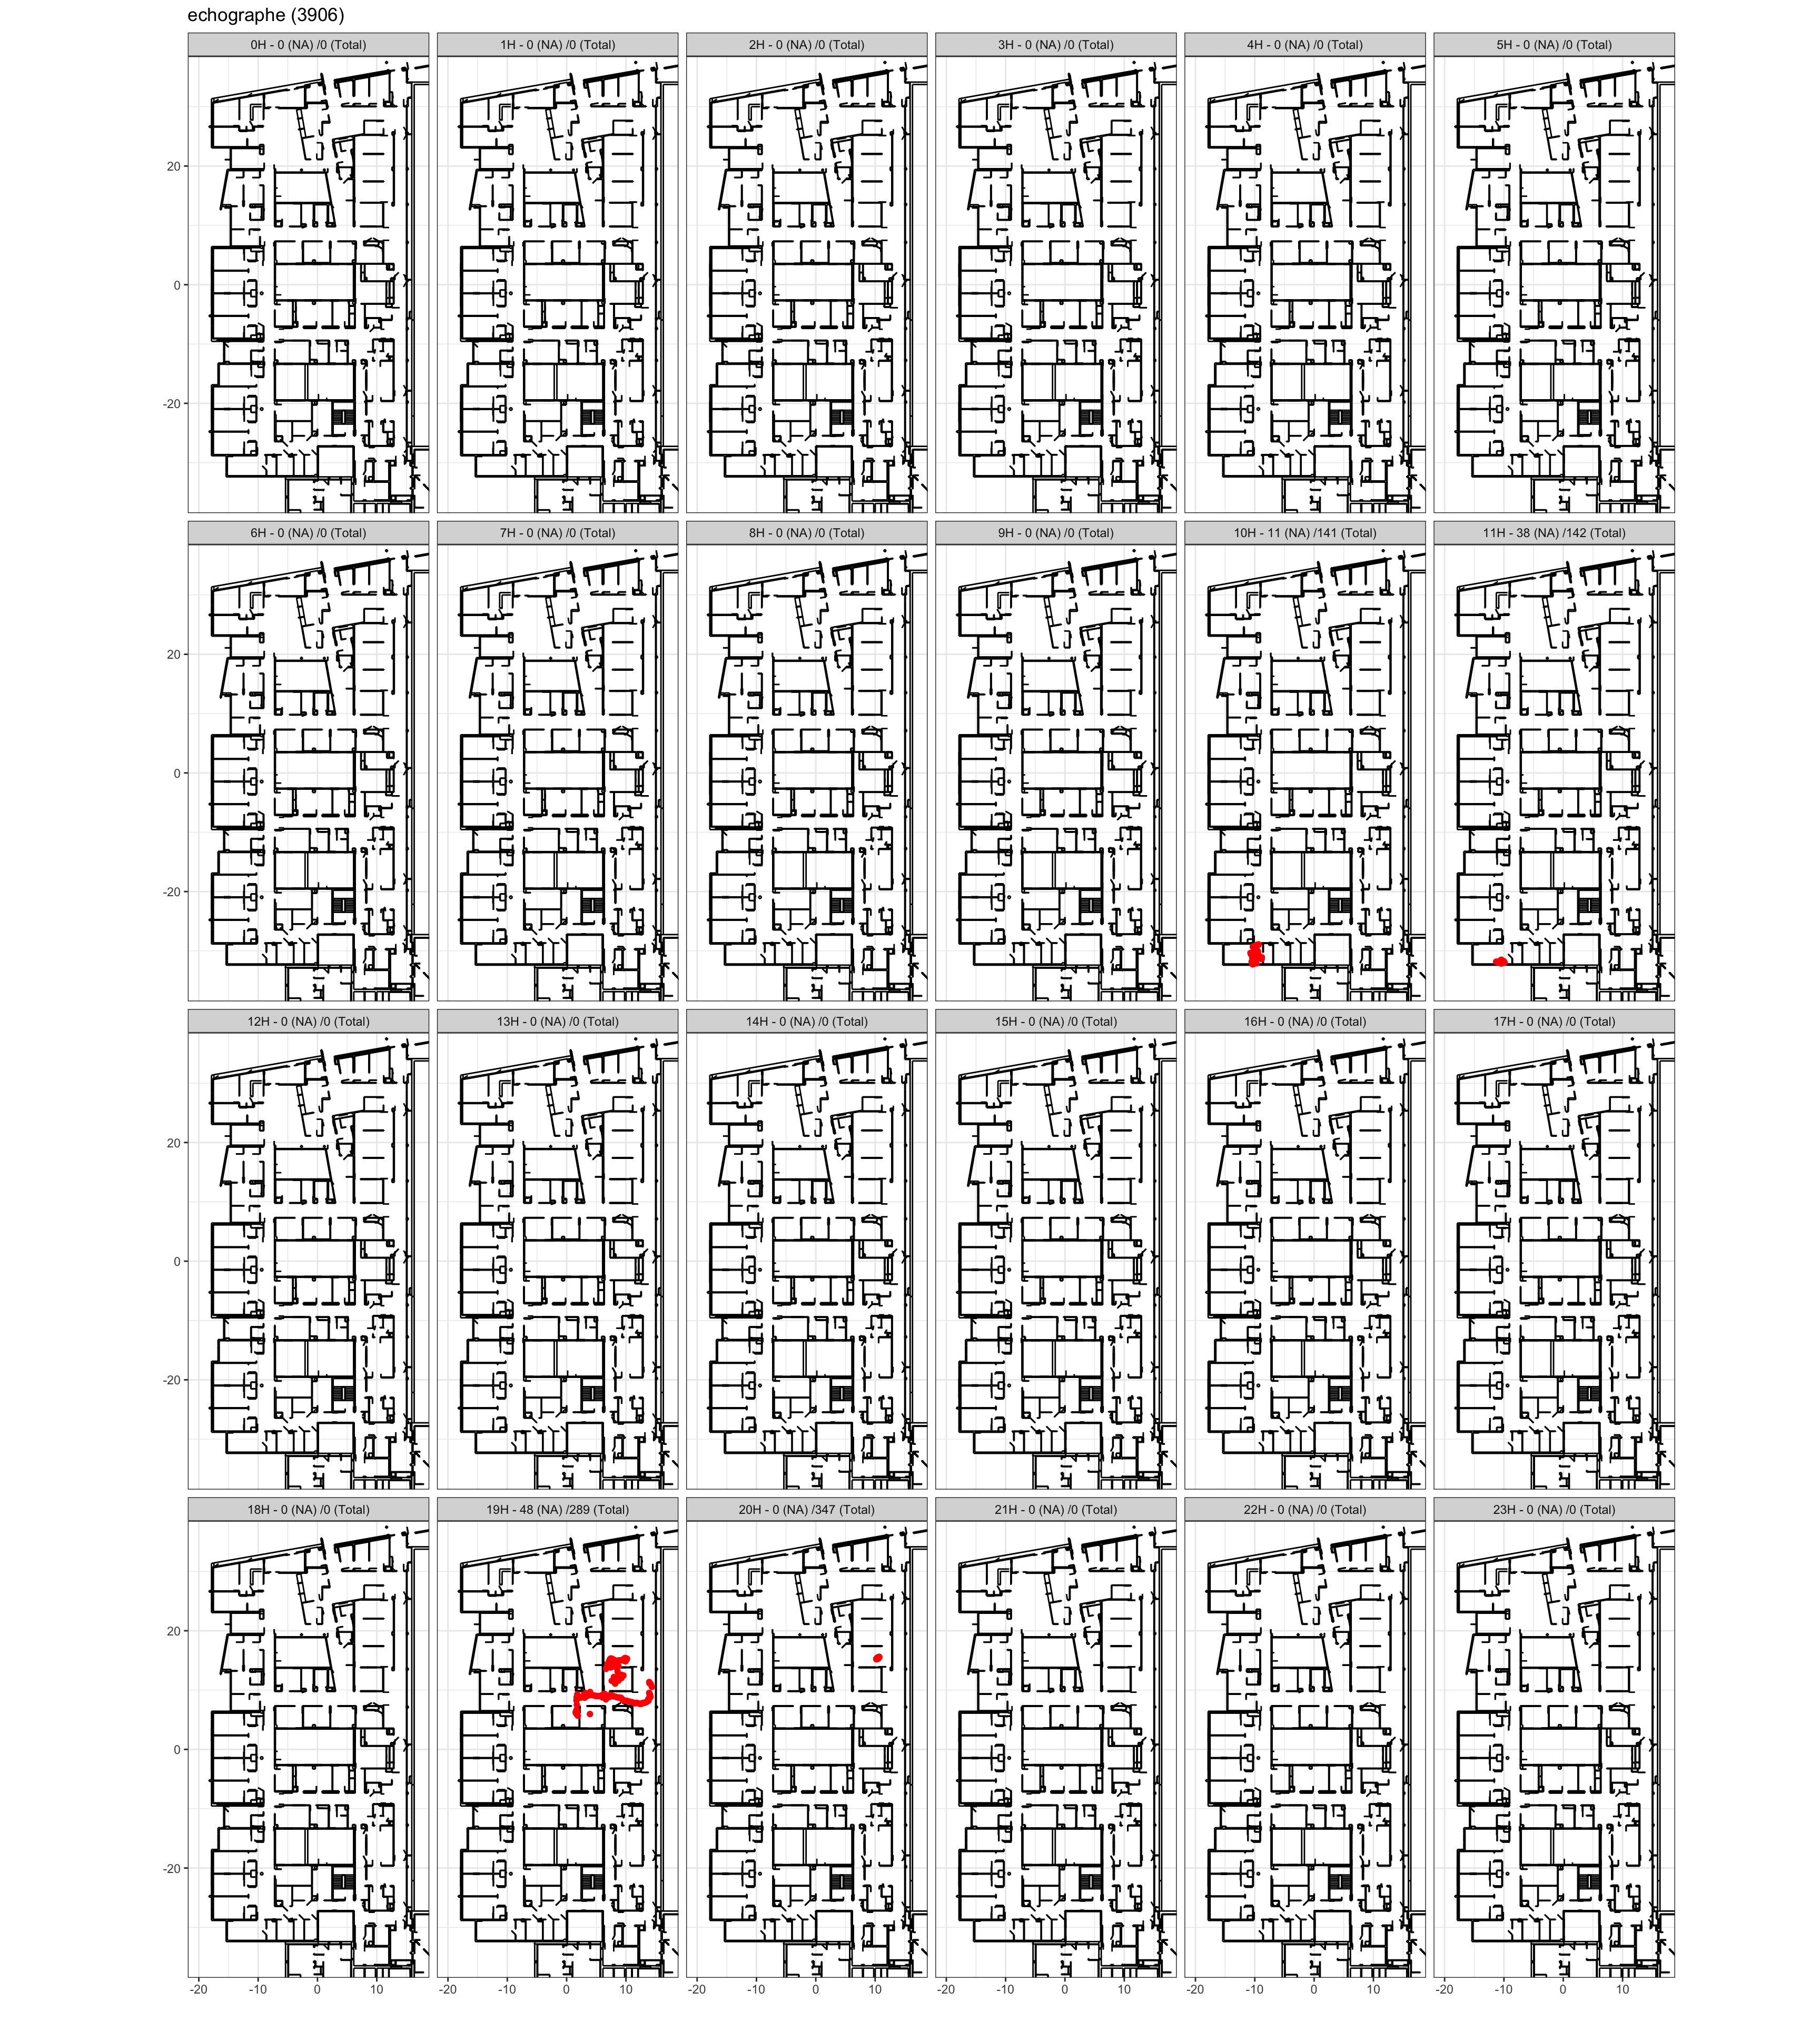 echographe (3906)
0H - 0 (NA) /0 (Total) 1H - 0 (NA) /0 (Total) 2H - 0 (NA) /0 (Total) 3H - 0 (NA) /0 (Total) 4H - 0 (NA) /0 (Total) 5H - 0 (NA) /0 (Total)
20
0
-20
6H - 0 (NA) /0 (Total) 7H - 0 (NA) /0 (Total) 8H - 0 (NA) /0 (Total) 9H - 0 (NA) /0 (Total) 10H - 11 (NA) /141 (Total) 11H - 38 (NA) /142 (Total)
20
0
-20
12H - 0 (NA) /0 (Total) 13H - 0 (NA) /0 (Total) 14H - 0 (NA) /0 (Total) 15H - 0 (NA) /0 (Total) 16H - 0 (NA) /0 (Total) 17H - 0 (NA) /0 (Total)
20
0
-20
18H - 0 (NA) /0 (Total) 19H - 48 (NA) /289 (Total) 20H - 0 (NA) /347 (Total) 21H - 0 (NA) /0 (Total) 22H - 0 (NA) /0 (Total) 23H - 0 (NA) /0 (Total)
20
0
-20
-20 -10 0 10 -20 -10 0 10 -20 -10 0 10 -20 -10 0 10 -20 -10 0 10 -20 -10 0 10